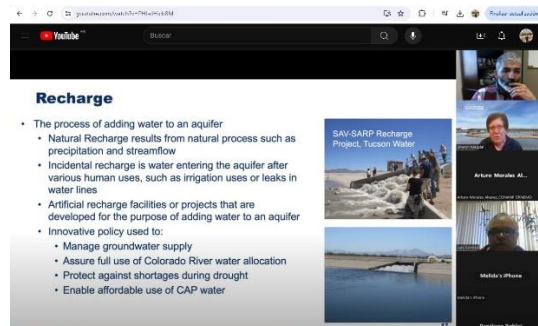 YouTube
Buscar
Recharge
• The process of adding water to an aquifer
• Natural Recharge results from natural process such as
precipitation and streamflow
• Incidental recharge is water entering the aquifer after
various human uses, such as irrigation uses or leaks in
water lines
• Artificial recharge facilities or projects that are
developed for the purpose of adding water to an aquifer
• Innovative policy used to:
• Manage groundwater supply
• Assure full use of Colorado River water allocation
• Protect against shortages during drought
• Enable affordable use of CAP water
SAV-SARP Recharge
Project, Tucson Water
Arturo Morales Al...
Melida's iPhone